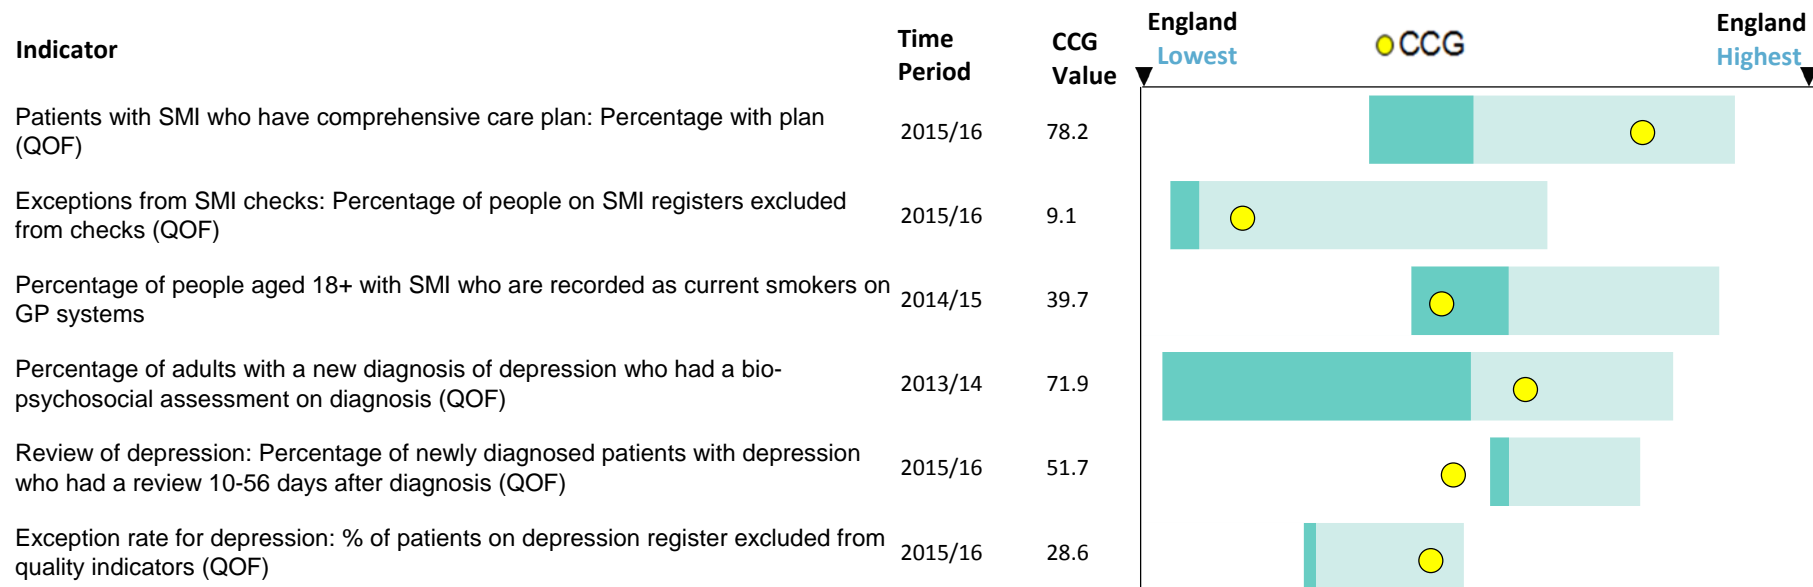 Indicator
Time
Period
CCG
Value
England
Lowest
CCG
England
Highest
Patients with SMI who have comprehensive care plan: Percentage with plan
(QOF)
2015/16
78.2
Exceptions from SMI checks: Percentage of people on SMI registers excluded
from checks (QOF)
2015/16
9.1
Percentage of people aged 18+ with SMI who are recorded as current smokers on
GP systems
2014/15
39.7
Percentage of adults with a new diagnosis of depression who had a bio-
psychosocial assessment on diagnosis (QOF)
2013/14
71.9
Review of depression: Percentage of newly diagnosed patients with depression
who had a review 10-56 days after diagnosis (QOF)
2015/16
51.7
Exception rate for depression: % of patients on depression register excluded from
quality indicators (QOF)
2015/16
28.6